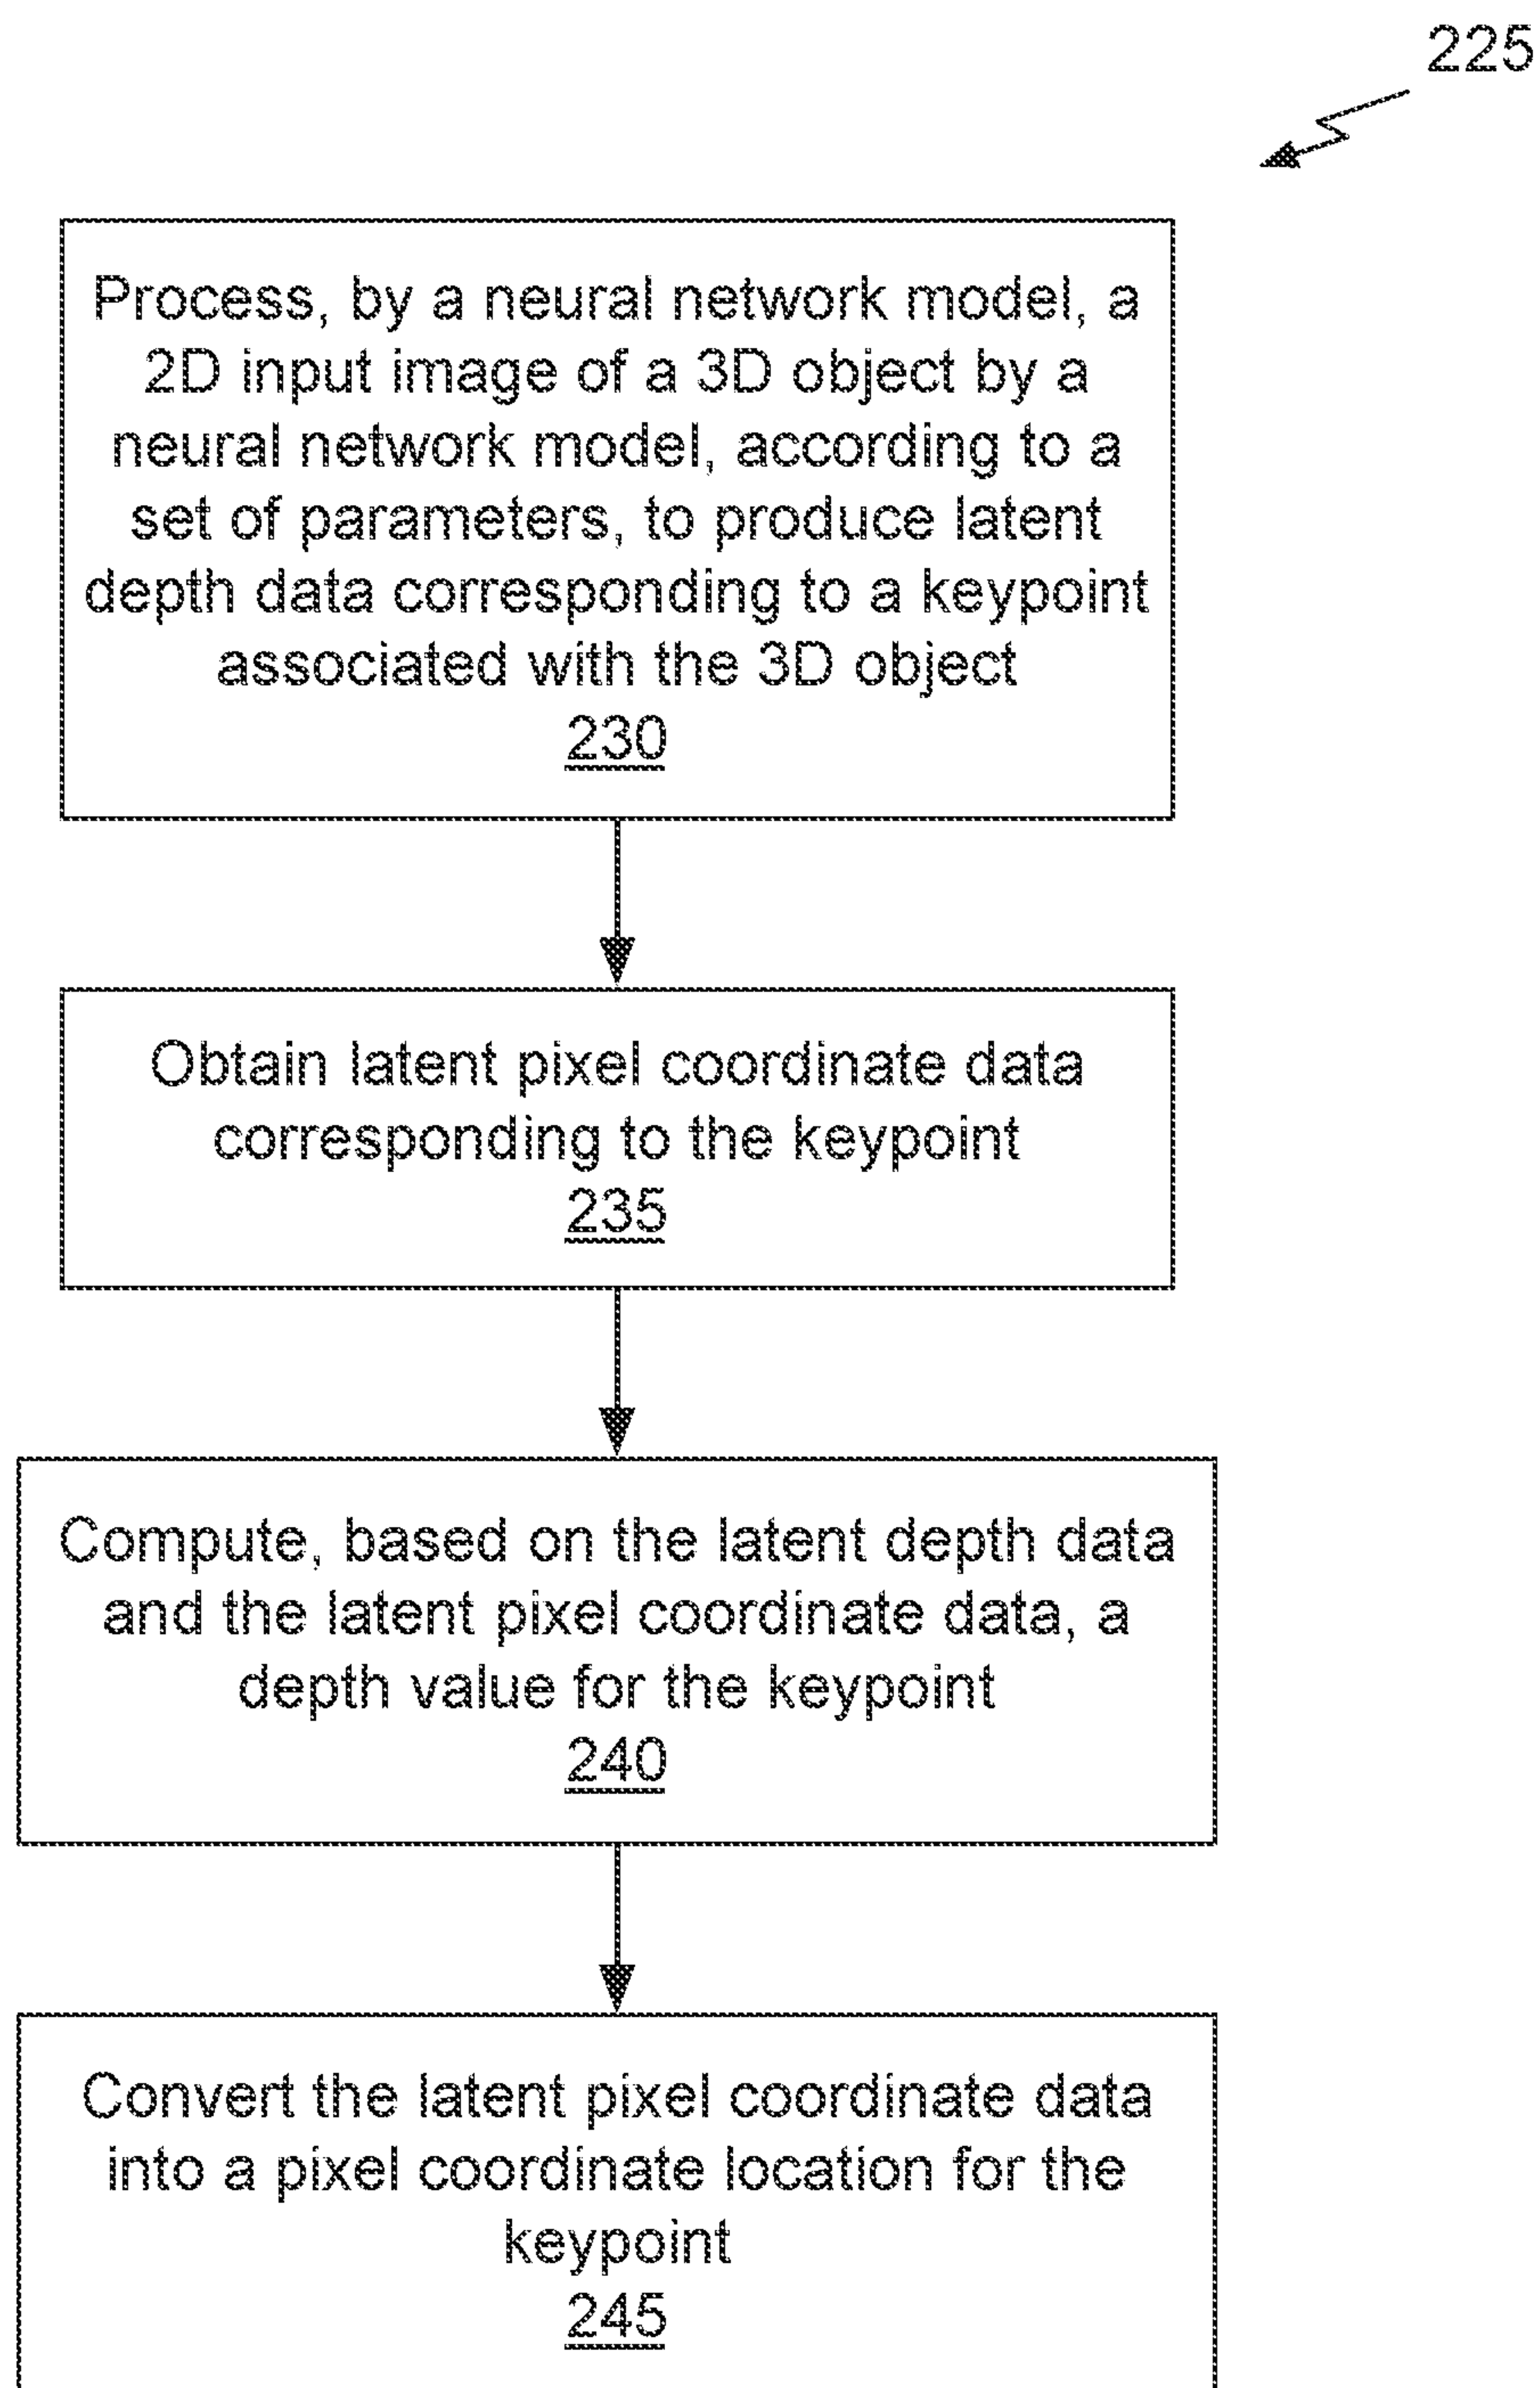 225
Process, by a neural network model, a
2D input image of a 3D object by a
neural network model, according to a
set of parameters, to produce latent
depth data corresponding to a keypoint
associated with the 3D object
230
Obtain latent pixel coordinate data
corresponding to the keypoint
235
Compute, based on the latent depth data
and the latent pixel coordinate data, a
depth value for the keypoint
240
Convert the latent pixel coordinate data
into a pixel coordinate location for the
keypoint
245